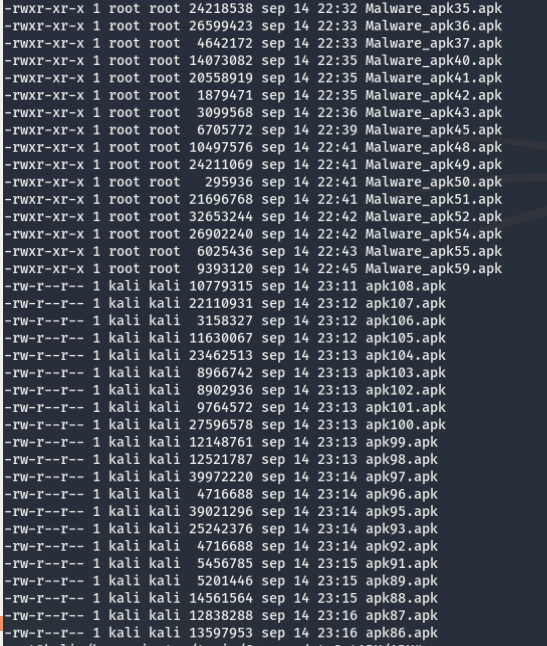 -rwxr-xr-x 1 root root 24218538 sep 14 22:32 Malware_apk35.apk
-rwxr-xr-x 1 root root 26599423 sep 14 22:33 Malware_apk36.apk
-rwxr-xr-x 1 root root  4642172 sep 14 22:33 Malware_apk37.apk
-rwxr-xr-x 1 root root 14073082 sep 14 22:35 Malware_apk40.apk
-rwxr-xr-x 1 root root 20558919 sep 14 22:35 Malware_apk41.apk
-rwxr-xr-x 1 root root  1879471 sep 14 22:35 Malware_apk42.apk
-rwxr-xr-x 1 root root  3099568 sep 14 22:36 Malware_apk43.apk
-rwxr-xr-x 1 root root  6705772 sep 14 22:39 Malware_apk45.apk
-rwxr-xr-x 1 root root 10497576 sep 14 22:41 Malware_apk48.apk
-rwxr-xr-x 1 root root 24211069 sep 14 22:41 Malware_apk49.apk
-rwxr-xr-x 1 root root   295936 sep 14 22:41 Malware_apk50.apk
-rwxr-xr-x 1 root root 21696768 sep 14 22:41 Malware_apk51.apk
-rwxr-xr-x 1 root root 32653244 sep 14 22:42 Malware_apk52.apk
-rwxr-xr-x 1 root root 26902240 sep 14 22:42 Malware_apk54.apk
-rwxr-xr-x 1 root root  6025436 sep 14 22:43 Malware_apk55.apk
-rwxr-xr-x 1 root root  9393120 sep 14 22:45 Malware_apk59.apk
-rw-r--r-- 1 kali kali 10779315 sep 14 23:11 apk108.apk
-rw-r--r-- 1 kali kali 22110931 sep 14 23:12 apk107.apk
-rw-r--r-- 1 kali kali  3158327 sep 14 23:12 apk106.apk
-rw-r--r-- 1 kali kali 11630067 sep 14 23:12 apk105.apk
-rw-r--r-- 1 kali kali 23462513 sep 14 23:13 apk104.apk
-rw-r--r-- 1 kali kali  8966742 sep 14 23:13 apk103.apk
-rw-r--r-- 1 kali kali  8902936 sep 14 23:13 apk102.apk
-rw-r--r-- 1 kali kali  9764572 sep 14 23:13 apk101.apk
-rw-r--r-- 1 kali kali 27596578 sep 14 23:13 apk100.apk
-rw-r--r-- 1 kali kali 12148761 sep 14 23:13 apk99.apk
-rw-r--r-- 1 kali kali 12521787 sep 14 23:13 apk98.apk
-rw-r--r-- 1 kali kali 39972220 sep 14 23:14 apk97.apk
-rw-r--r-- 1 kali kali  4716688 sep 14 23:14 apk96.apk
-rw-r--r-- 1 kali kali 39021296 sep 14 23:14 apk95.apk
-rw-r--r-- 1 kali kali 25242376 sep 14 23:14 apk93.apk
-rw-r--r-- 1 kali kali  4716688 sep 14 23:14 apk92.apk
-rw-r--r-- 1 kali kali  5456785 sep 14 23:15 apk91.apk
-rw-r--r-- 1 kali kali  5201446 sep 14 23:15 apk89.apk
-rw-r--r-- 1 kali kali 14561564 sep 14 23:15 apk88.apk
-rw-r--r-- 1 kali kali 12838288 sep 14 23:16 apk87.apk
-rw-r--r-- 1 kali kali 13597953 sep 14 23:16 apk86.apk